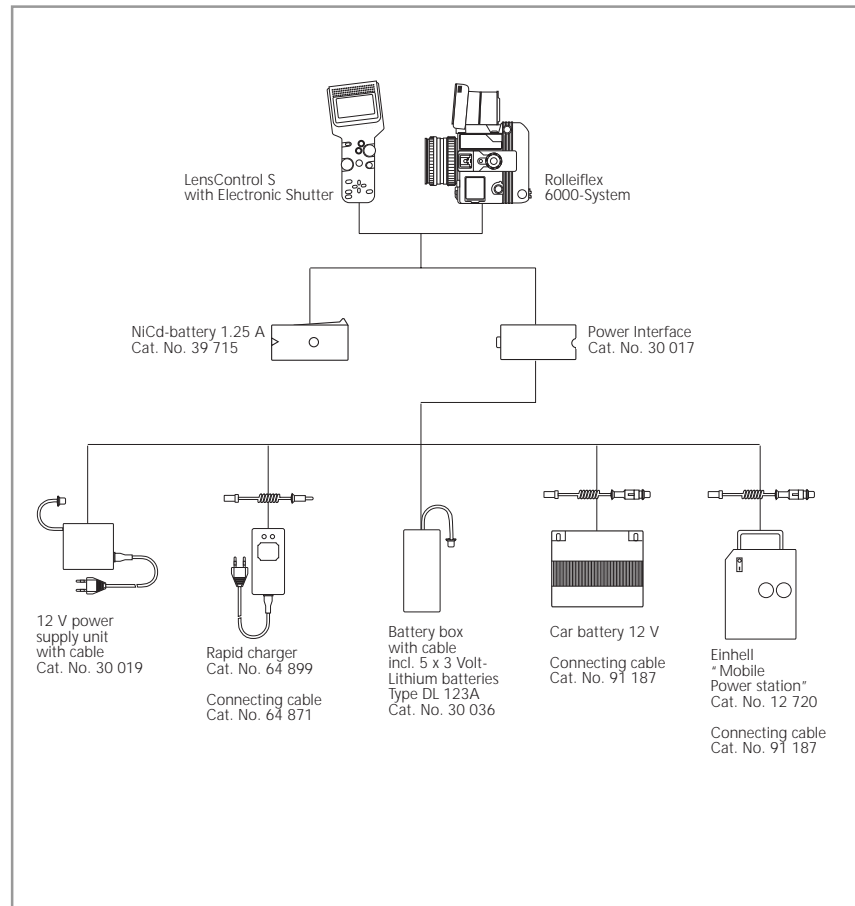 LensControl S
with Electronic Shutter
Rolleiflex
6000-System
NiCd-battery 1.25 A
Cat. No. 39 715
Power Interface
Cat. No. 30 017
12 V power
supply unit
with cable
Cat. No. 30 019
Rapid charger
Cat. No. 64 899
Connecting cable
Cat. No. 64 871
Battery box
with cable
incl. 5 x 3 Volt-
Lithium batteries
Type DL 123A
Cat. No. 30 036
Car battery 12 V
Connecting cable
Cat. No. 91 187
Einhell
"Mobile
Power station"
Cat. No. 12 720
Connecting cable
Cat. No. 91 187